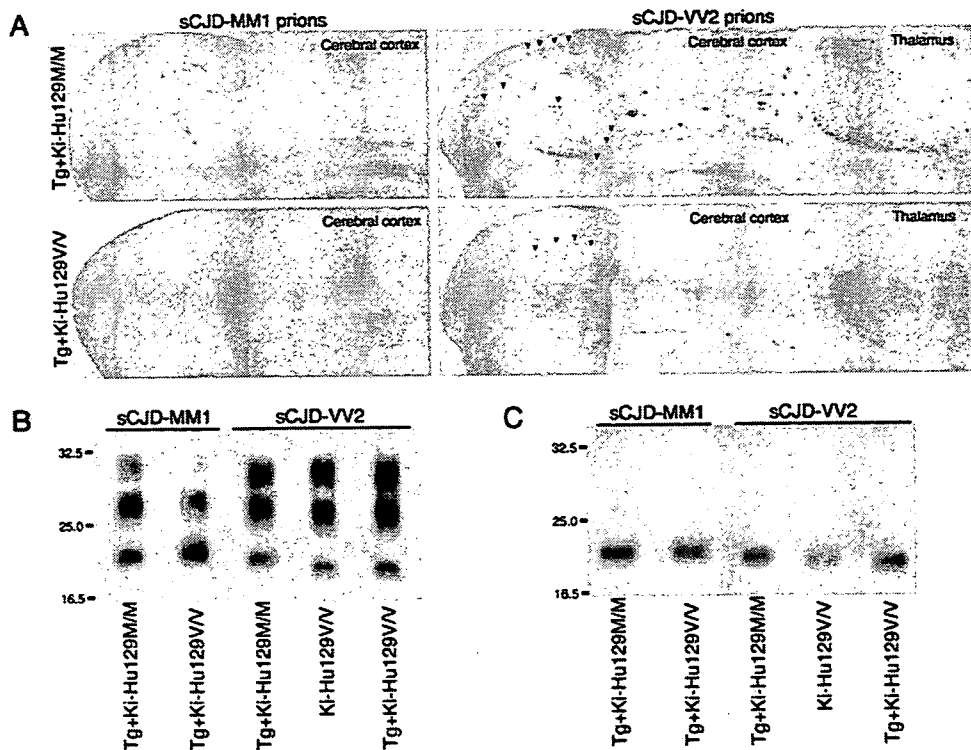 A
sCJD-MM1 prions
sCJD-VV2 prions
Tg+Ki-Hu129M/M
Cerebral cortex
Cerebral cortex
Thalamus
Tg+Ki-Hu129V/V
Cerebral cortex
Cerebral cortex
Thalamus
B
sCJD-MM1
sCJD-VV2
32.5
25.0
16.5
Tg+Ki-Hu129M/M
Tg+Ki-Hu129V/V
Tg+Ki-Hu129M/M
Ki-Hu129V/V
Tg+Ki-Hu129V/V
C
sCJD-MM1
sCJD-VV2
32.5
25.0
16.5
Tg+Ki-Hu129M/M
Tg+Ki-Hu129V/V
Tg+Ki-Hu129M/M
Ki-Hu129V/V
Tg+Ki-Hu129V/V